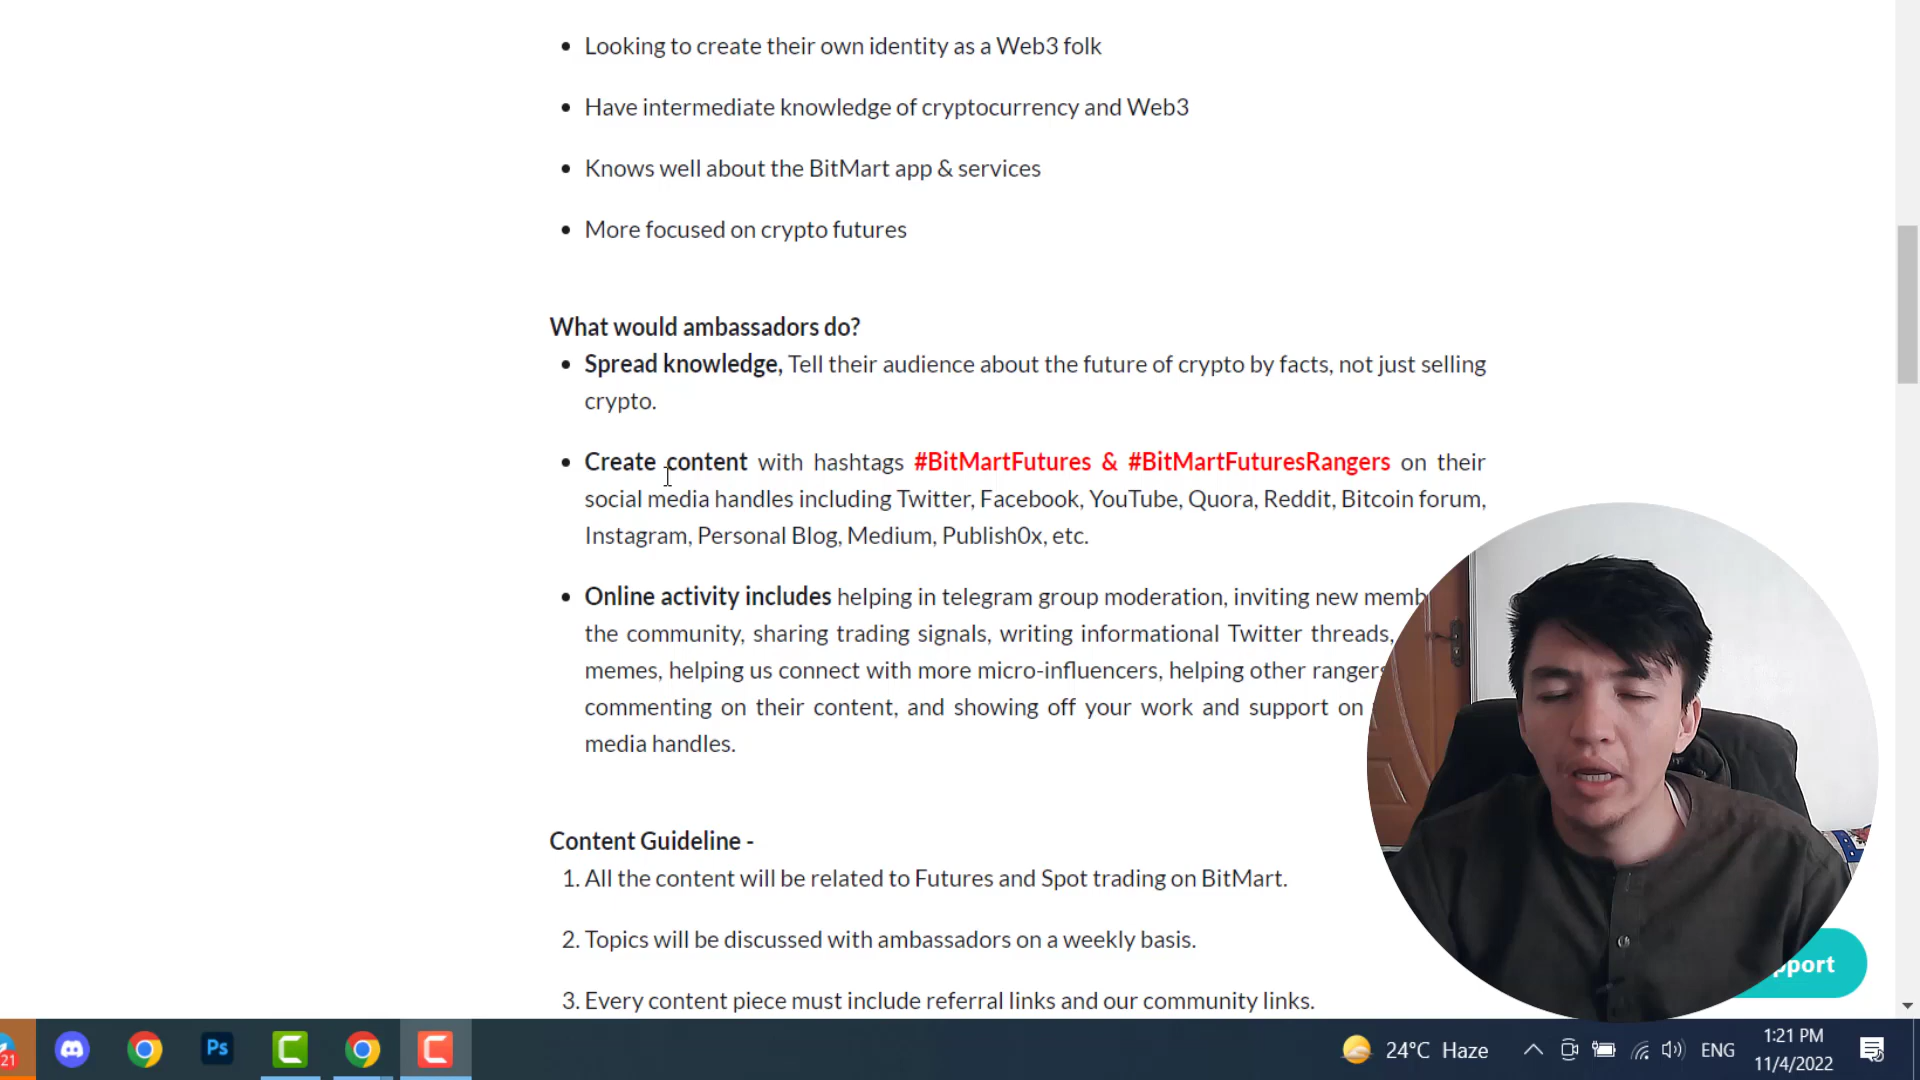 Looking to create their own identity as a Web3 folk
Have intermediate knowledge of cryptocurrency and Web3
Knows well about the BitMart app & services
More focused on crypto futures
What would ambassadors do?
Spread knowledge, Tell their audience about the future of crypto by facts, not just selling
crypto.
Create content with hashtags #BitMartFutures & #BitMartFuturesRangers on their
social media handles including Twitter, Facebook, YouTube, Quora, Reddit, Bitcoin forum,
Instagram, Personal Blog, Medium, Publish0x, etc.
Online activity includes helping in telegram group moderation, inviting new
the community, sharing trading signals, writing informational Twitter threads,
memes, helping us connect with more micro-influencers, helping other
commenting on their content, and showing off your work and support on
media handles.
Content Guideline -
1. All the content will be related to Futures and Spot trading on BitMart.
2. Topics will be discussed with ambassadors on a weekly basis.
3. Every content piece must include referral links and our community links.
21
Ps
24°C Haze
ENG
1:21 PM
11/4/2022